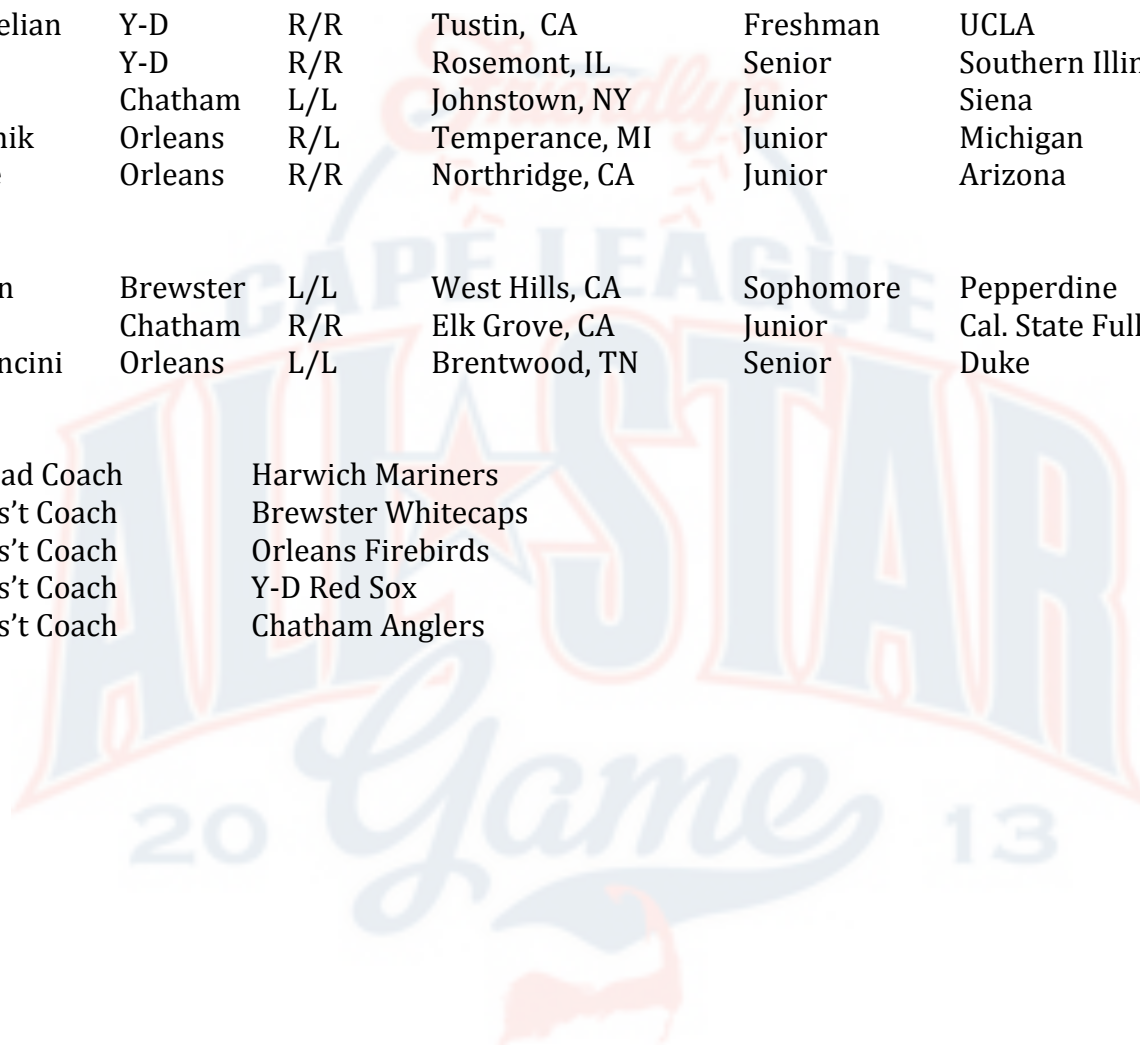 elian Y-D R/R Tustin, CA Freshman UCLA
Y-D R/R Rosemont, IL Senior Southern Illin
Chatham L/L Johnstown, NY Junior Siena
nik Orleans R/L Temperance, MI Junior Michigan
e Orleans R/R Northridge, CA Junior Arizona
n Brewster L/L West Hills, CA Sophomore Pepperdine
Chatham R/R Elk Grove, CA Junior Cal. State Full
ncini Orleans L/L Brentwood, TN Senior Duke
ad Coach Harwich Mariners
s’t Coach Brewster Whitecaps
s’t Coach Orleans Firebirds
s’t Coach Y-D Red Sox
s’t Coach Chatham Anglers
Friendly's
CAPE LEAGUE
ALL STAR
Game
20 13